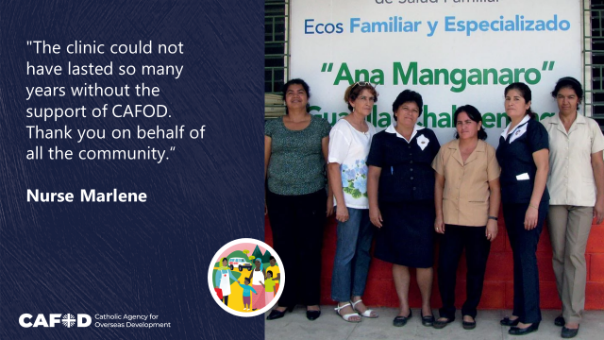 "The clinic could not
have lasted so many
years without the
support of CAFOD.
Thank you on behalf of
all the community."
Nurse Marlene
CAFOD
Catholic Agency for
Overseas Development
de Salud Familiar
Ecos Familiar y Especializado
"Ana Manganaro"